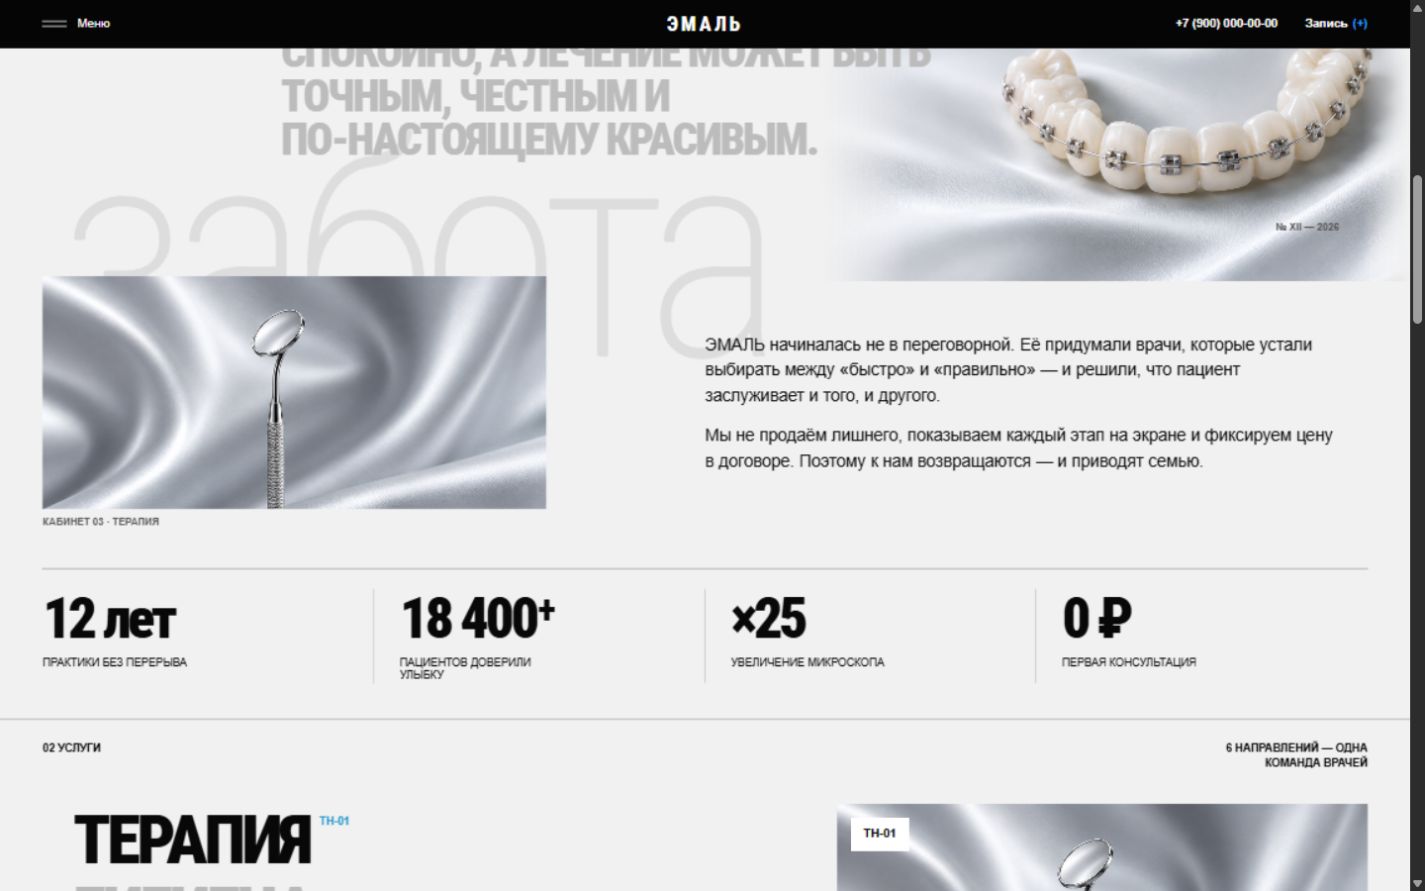 Меню
ЭМАЛЬ
+7 (900) 000-00-00
Запись (+)
СПОКОЙНО, А ЛЕЧЕНИЕ МОЖЕТ БЫТЬ
ТОЧНЫМ, ЧЕСТНЫМ И
ПО-НАСТОЯЩЕМУ КРАСИВЫМ.
забота
№ XII — 2026
ЭМАЛЬ начиналась не в переговорной. Её придумали врачи, которые устали
выбирать между «быстро» и «правильно» — и решили, что пациент
заслуживает и того, и другого.
Мы не продаём лишнего, показываем каждый этап на экране и фиксируем цену
в договоре. Поэтому к нам возвращаются — и приводят семью.
КАБИНЕТ 03 · ТЕРАПИЯ
12 лет
ПРАКТИКИ БЕЗ ПЕРЕРЫВА
18 400+
ПАЦИЕНТОВ ДОВЕРИЛИ
УЛЫБКУ
×25
УВЕЛИЧЕНИЕ МИКРОСКОПА
0 ₽
ПЕРВАЯ КОНСУЛЬТАЦИЯ
02 УСЛУГИ
6 НАПРАВЛЕНИЙ — ОДНА
КОМАНДА ВРАЧЕЙ
ТЕРАПИЯ TH-01
TH-01